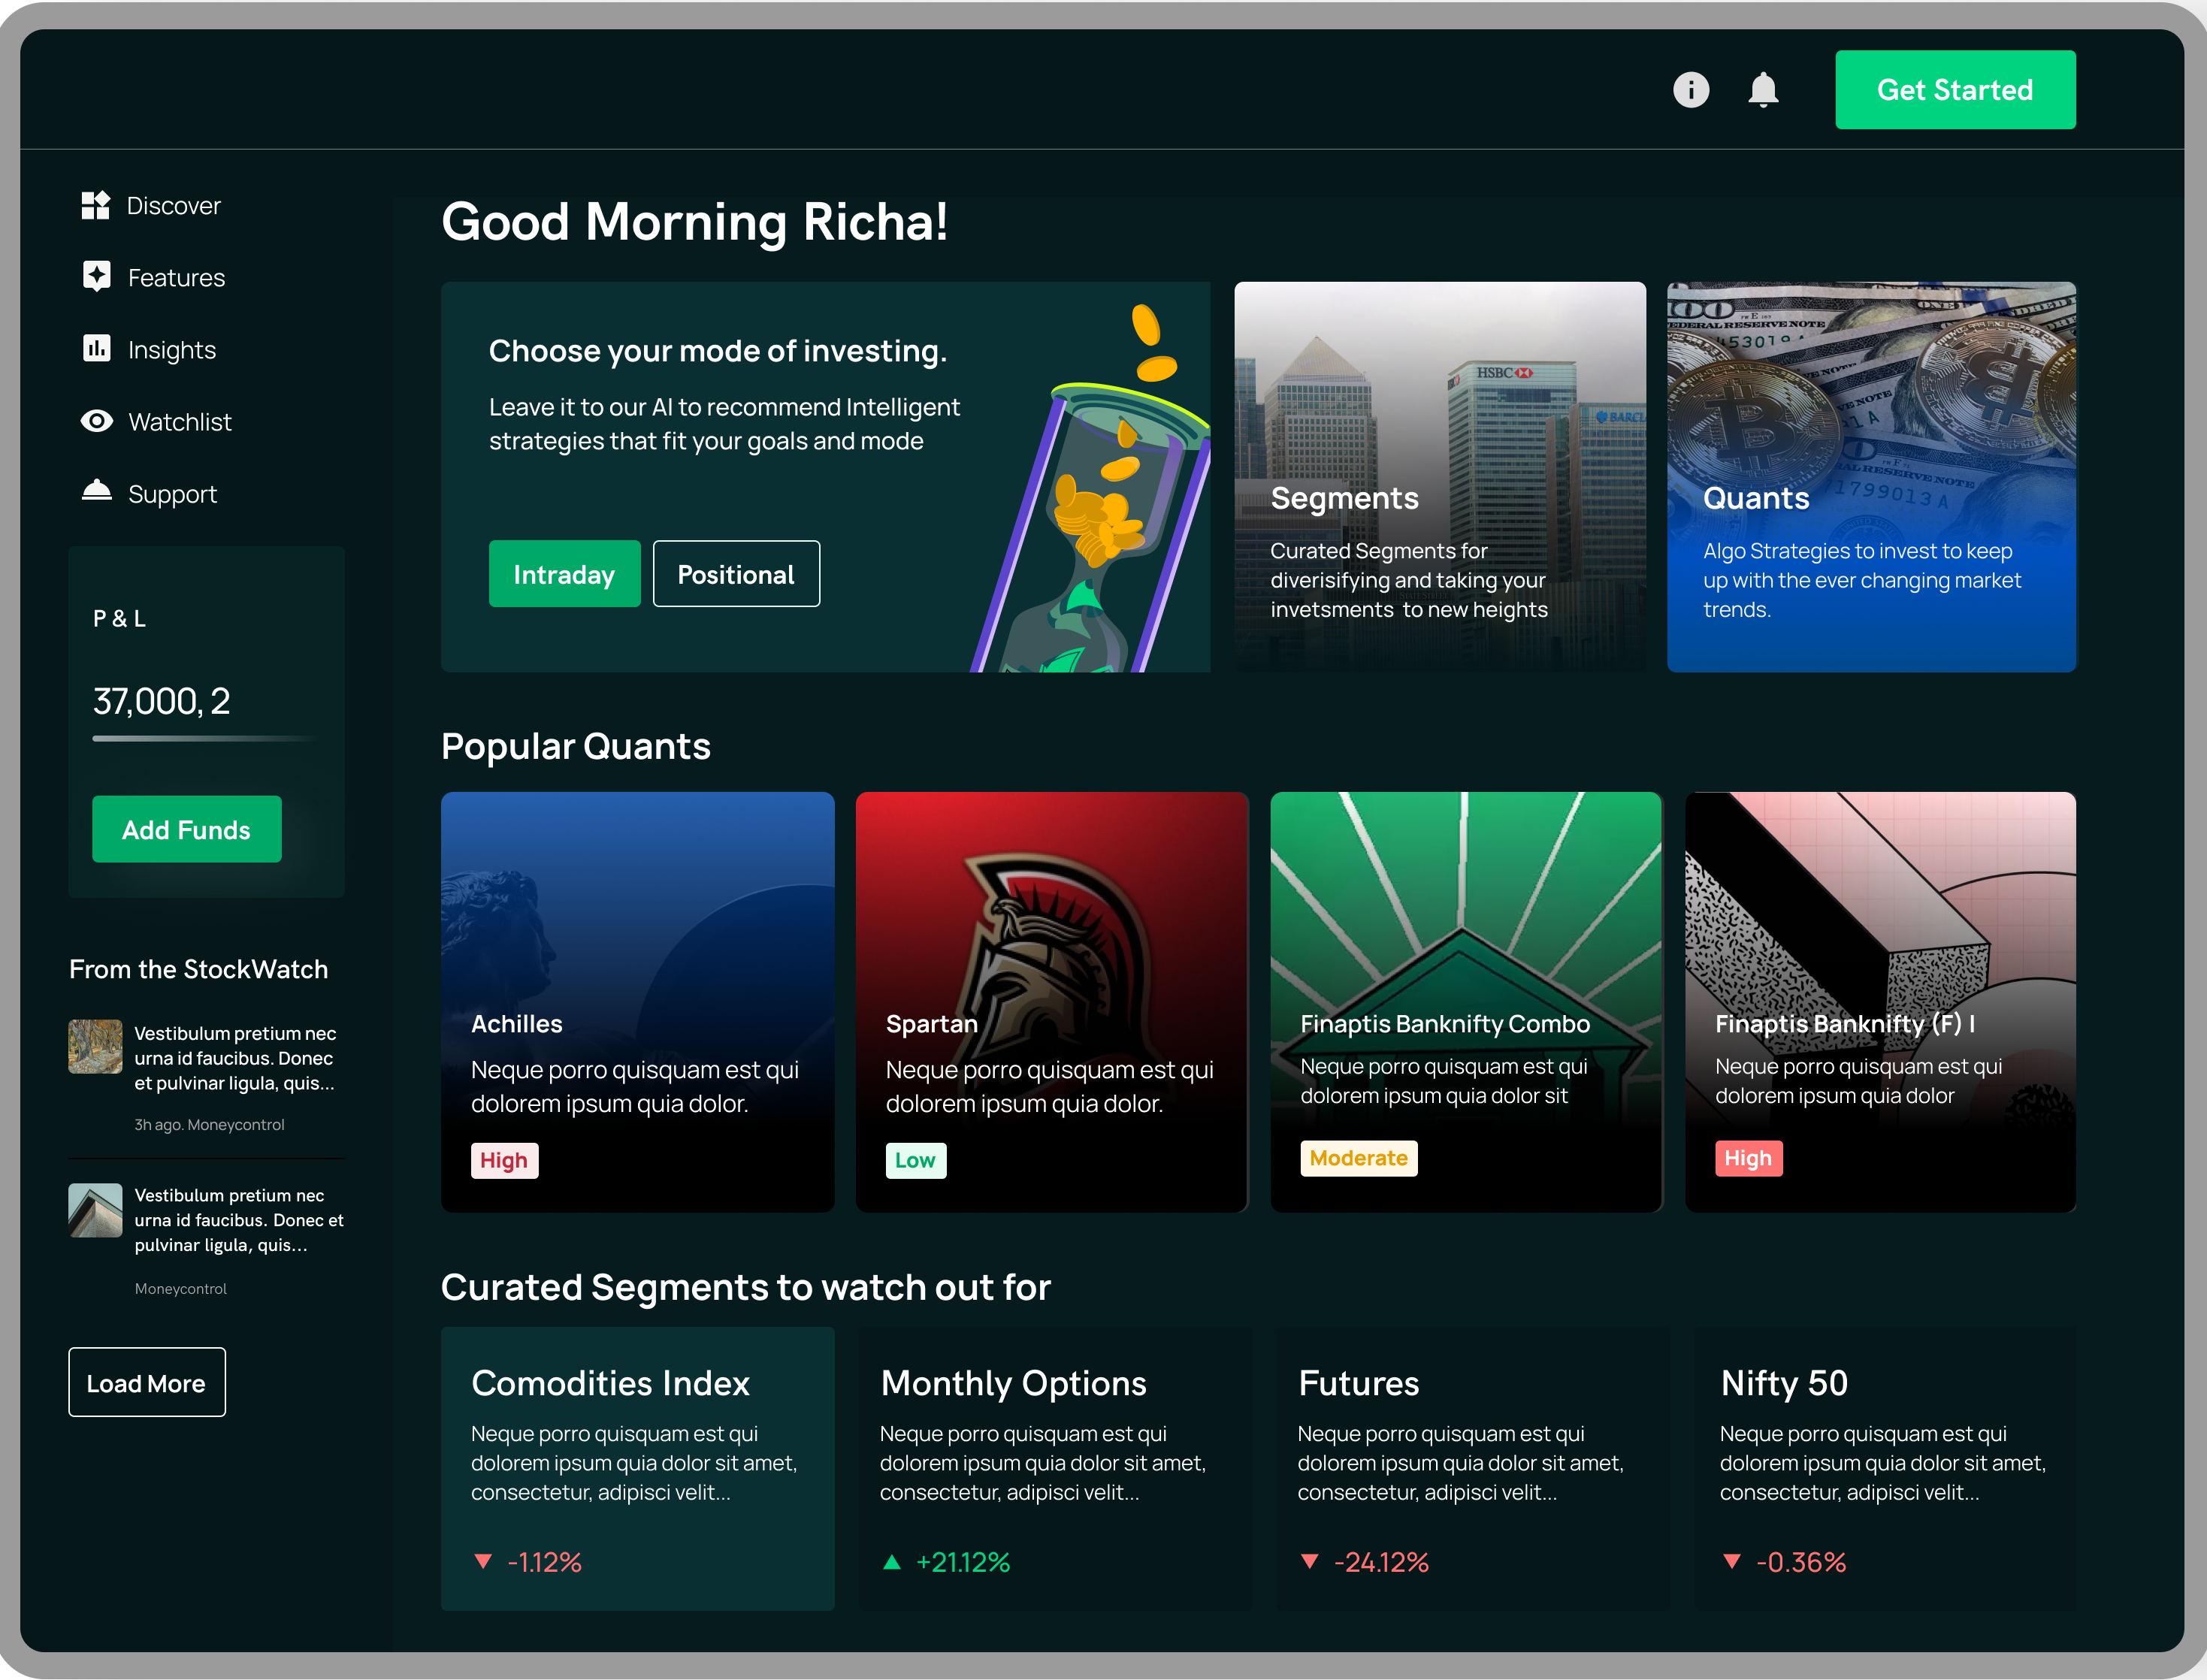 Get Started
Discover
Features
Insights
Watchlist
Support
P & L
37,000, 2
Add Funds
From the StockWatch
Vestibulum pretium nec
urna id faucibus. Donec
et pulvinar ligula, quis...
3h ago. Moneycontrol
Vestibulum pretium nec
urna id faucibus. Donec et
pulvinar ligula, quis...
Moneycontrol
Load More
Good Morning Richa!
Choose your mode of investing.
Leave it to our AI to recommend Intelligent
strategies that fit your goals and mode
Intraday
Positional
HSBC
BARCL
Segments
Curated Segments for
diverisifying and taking your
invetsments to new heights
FEDERAL RESERVE NOTE
71799013 A
Quants
Algo Strategies to invest to keep
up with the ever changing market
trends.
Popular Quants
Achilles
Neque porro quisquam est qui
dolorem ipsum quia dolor.
High
Spartan
Neque porro quisquam est qui
dolorem ipsum quia dolor.
Low
Finaptis Banknifty Combo
Neque porro quisquam est qui
dolorem ipsum quia dolor sit
Moderate
Finaptis Banknifty (F) I
Neque porro quisquam est qui
dolorem ipsum quia dolor
High
Curated Segments to watch out for
Comodities Index
Neque porro quisquam est qui
dolorem ipsum quia dolor sit amet,
consectetur, adipisci velit...
-1.12%
Monthly Options
Neque porro quisquam est qui
dolorem ipsum quia dolor sit amet,
consectetur, adipisci velit...
+21.12%
Futures
Neque porro quisquam est qui
dolorem ipsum quia dolor sit amet,
consectetur, adipisci velit...
-24.12%
Nifty 50
Neque porro quisquam est qui
dolorem ipsum quia dolor sit amet,
consectetur, adipisci velit...
-0.36%